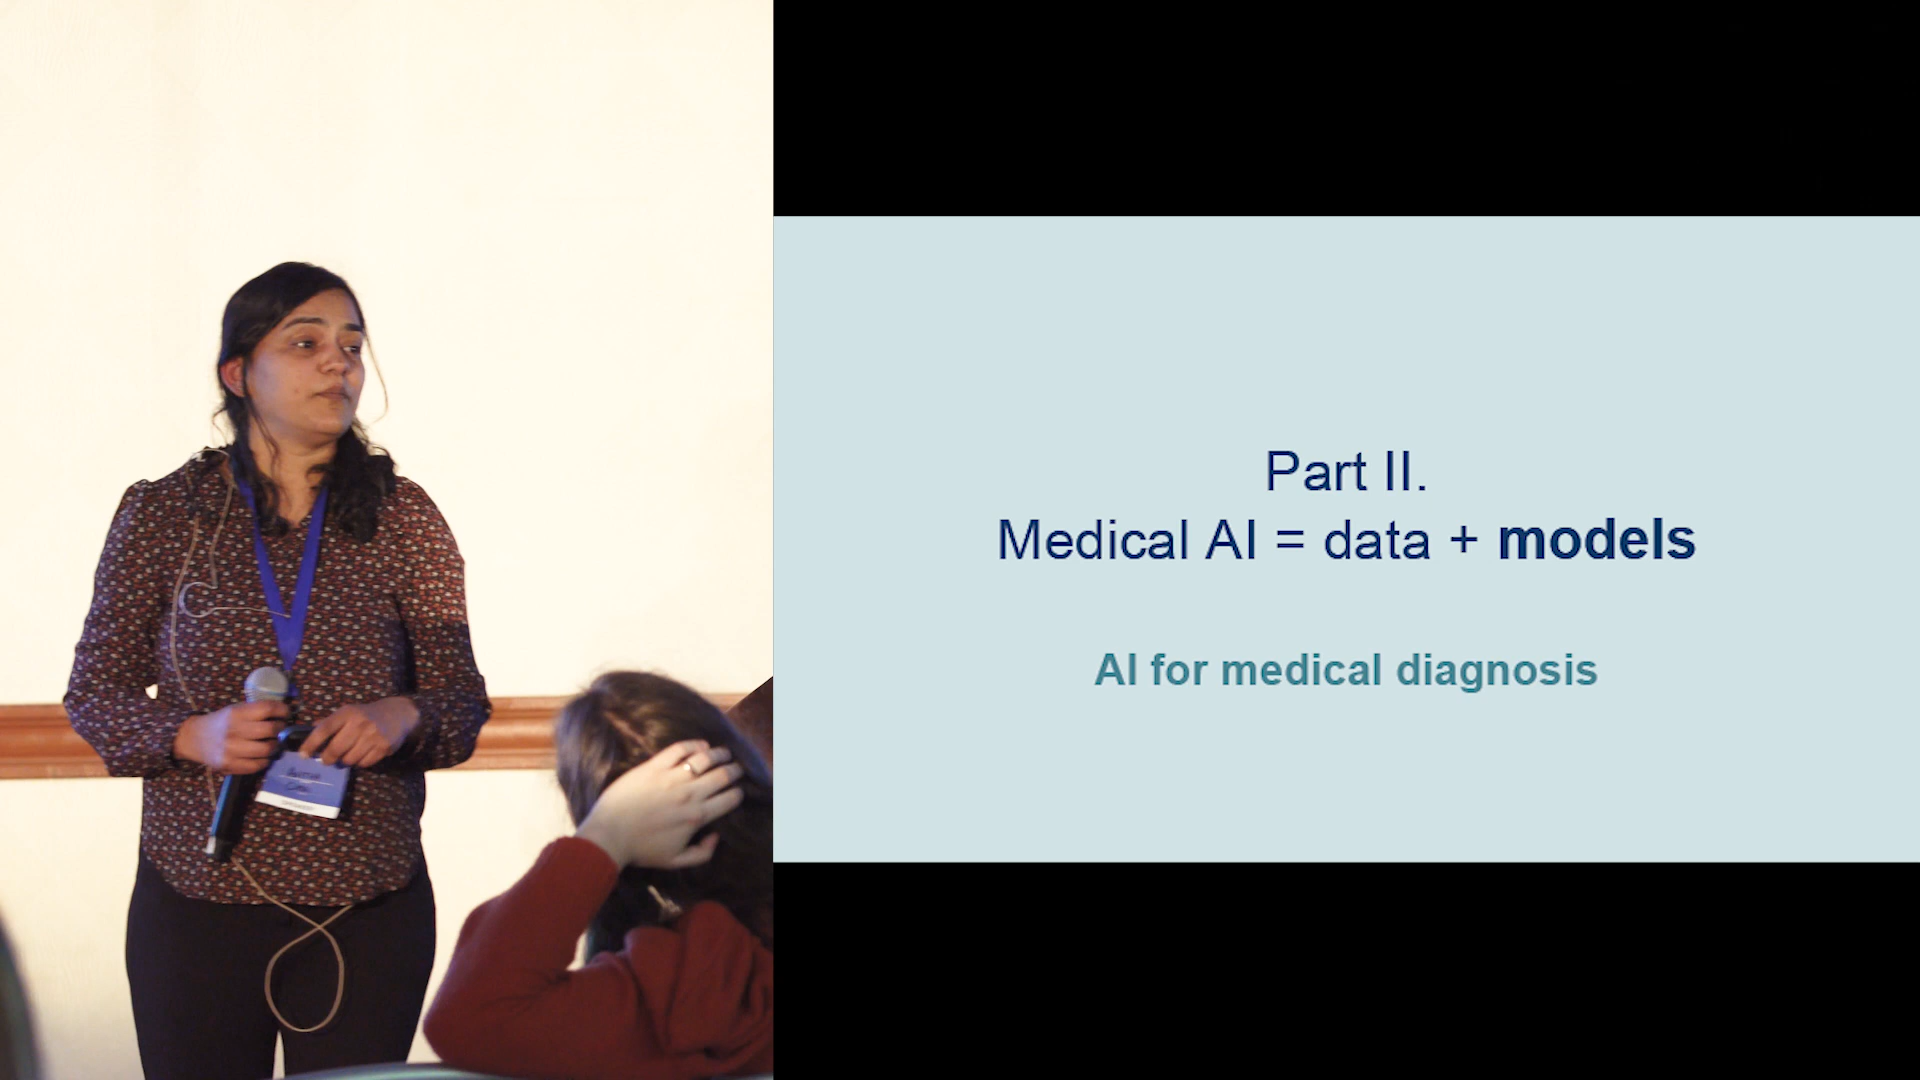 Part II.
Medical AI = data + models
AI for medical diagnosis